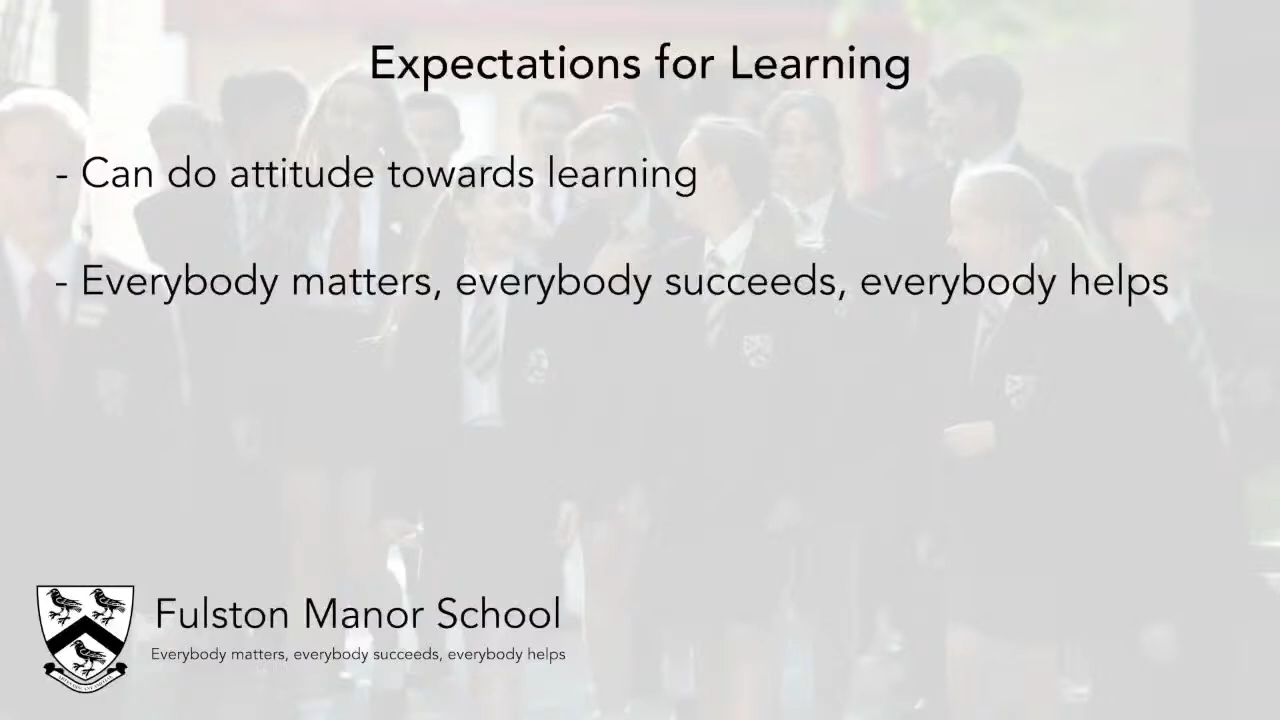 Expectations for Learning
- Can do attitude towards learning
- Everybody matters, everybody succeeds, everybody helps
Fulston Manor School
Everybody matters, everybody succeeds, everybody helps